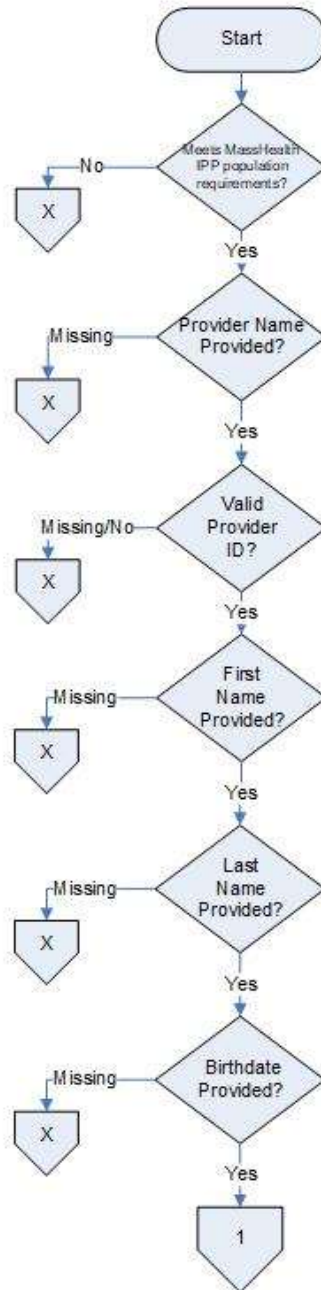 Start
Meets MassHealth
IPP population
requirements?
No
X
Yes
Provider Name
Provided?
Missing
X
Yes
Valid
Provider
ID?
Missing/No
X
Yes
First
Name
Provided?
Missing
X
Yes
Last
Name
Provided?
Missing
X
Yes
Birthdate
Provided?
Missing
X
Yes
1